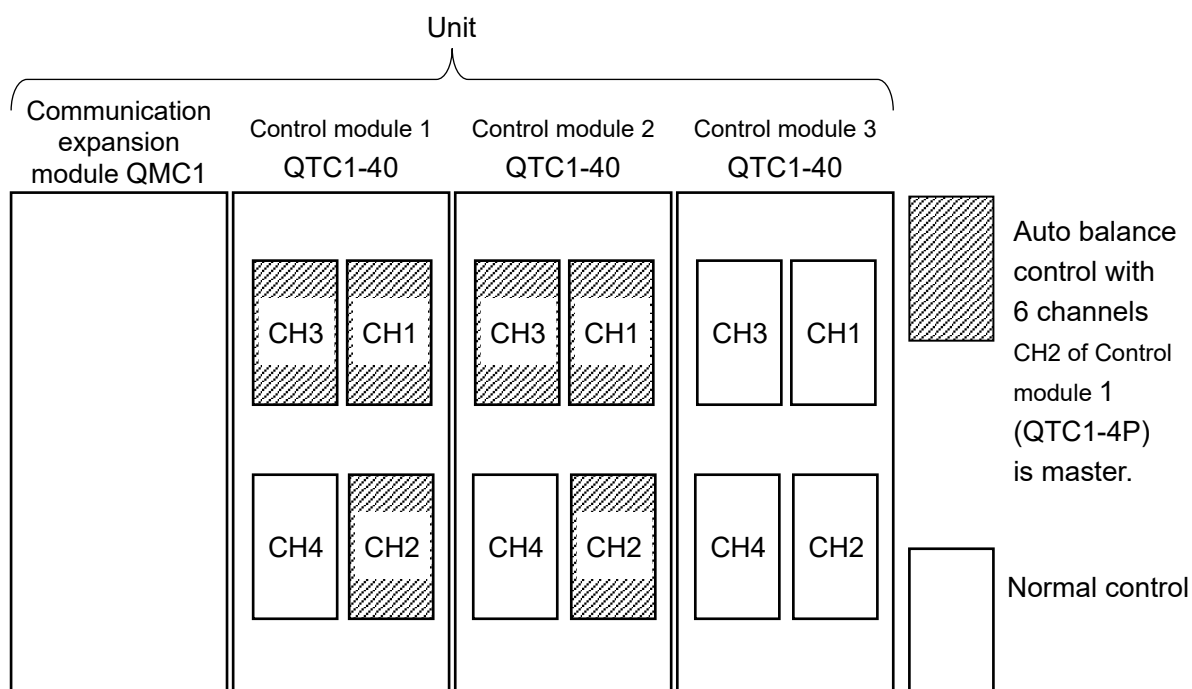 Unit
Communication
expansion
module QMC1
Control module 1
QTC1-40
Control module 2
QTC1-40
Control module 3
QTC1-40
CH3 CH1
CH3 CH1
CH3 CH1
CH4 CH2
CH4 CH2
CH4 CH2
Auto balance
control with
6 channels
CH2 of Control
module 1
(QTC1-4P)
is master.
Normal control